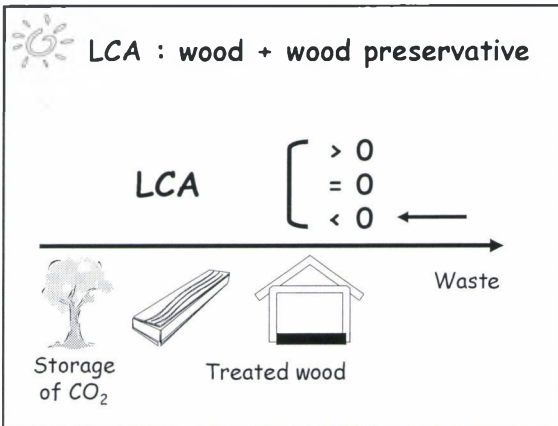 LCA : wood + wood preservative
LCA
> 0
= 0
< 0
Waste
Storage
of CO₂
Treated wood